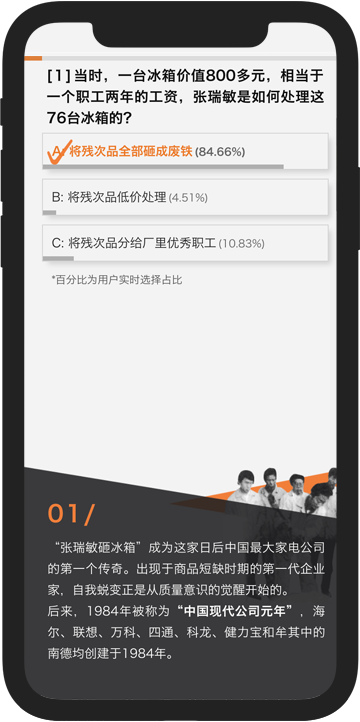 [1]当时，一台冰箱价值800多元，相当于
一个职工两年的工资，张瑞敏是如何处理这
76台冰箱的?
A: 将残次品全部砸成废铁 (84.66%)
B: 将残次品低价处理 (4.51%)
C: 将残次品分给厂里优秀职工 (10.83%)
*百分比为用户实时选择占比
01/
“张瑞敏砸冰箱”成为这家日后中国最大家电公司
的第一个传奇。出现于商品短缺时期的第一代企业
家，自我蜕变正是从质量意识的觉醒开始的。
后来，1984年被称为“中国现代公司元年”，海
尔、联想、万科、四通、科龙、健力宝和牟其中的
南德均创建于1984年。